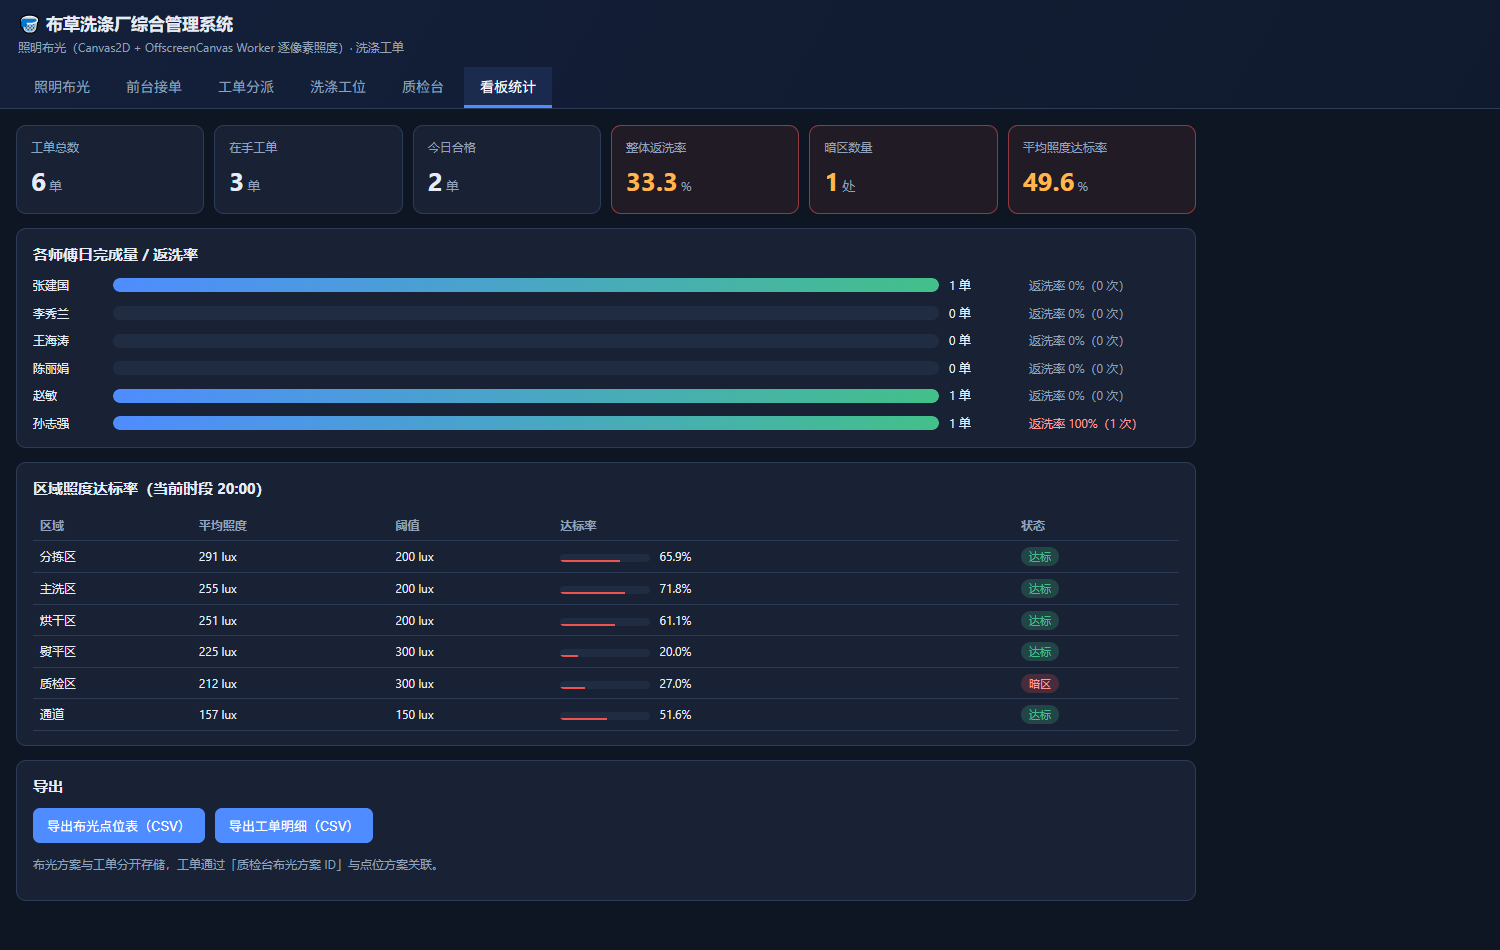 布草洗涤厂综合管理系统
照明布光（Canvas2D + OffscreenCanvas Worker 逐像素照度）· 洗涤工单
照明布光 前台接单 工单分派 洗涤工位 质检台 看板统计
工单总数 在手工单 今日合格 整体返洗率 暗区数量 平均照度达标率
6 单 3 单 2 单 33.3 % 1 处 49.6 %
各师傅日完成量 / 返洗率
张建国 1 单 返洗率 0%（0 次）
李秀兰 0 单 返洗率 0%（0 次）
王海涛 0 单 返洗率 0%（0 次）
陈丽娟 0 单 返洗率 0%（0 次）
赵敏 1 单 返洗率 0%（0 次）
孙志强 1 单 返洗率 100%（1 次）
区域照度达标率（当前时段 20:00）
区域 平均照度 阈值 达标率 状态
分拣区 291 lux 200 lux 65.9% 达标
主洗区 255 lux 200 lux 71.8% 达标
烘干区 251 lux 200 lux 61.1% 达标
熨平区 225 lux 300 lux 20.0% 达标
质检区 212 lux 300 lux 27.0% 暗区
通道 157 lux 150 lux 51.6% 达标
导出
导出布光点位表（CSV） 导出工单明细（CSV）
布光方案与工单分开存储，工单通过「质检台布光方案 ID」与点位方案关联。